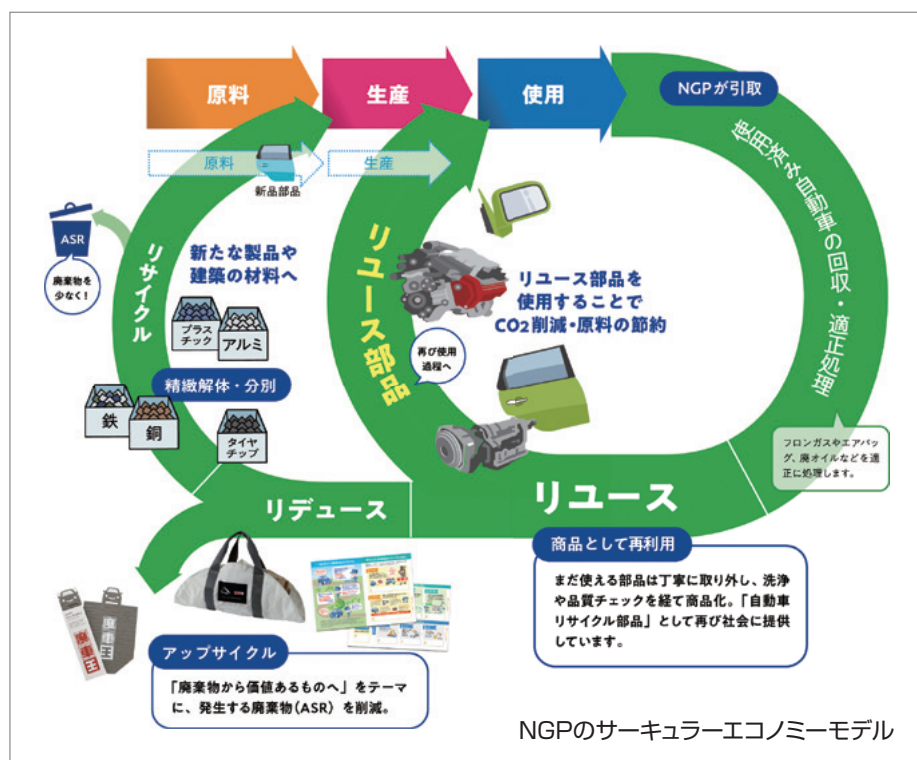 原料
生産
使用
NGPが引取
使用済み自動車の回収・適正処理
原料
生産
新品部品
ASR
廃棄物を
少なく！
リサイクル
新たな製品や
建築の材料へ
プラス
チック
アルミ
精緻解体・分別
鉄
銅
タイヤ
チップ
リユース部品
再び使用
過程へ
リユース部品を
使用することで
CO2削減・原料の節約
フロンガスやエアバッ
グ、廃オイルなどを適
正に処理します。
リデュース
リユース
商品として再利用
まだ使える部品は丁寧に取り外し、洗浄
や品質チェックを経て商品化。「自動車
リサイクル部品」として再び社会に提供
しています。
廃車王
廃車王
アップサイクル
「廃棄物から価値あるものへ」をテーマ
に、発生する廃棄物(ASR)を削減。
NGPのサーキュラーエコノミーモデル